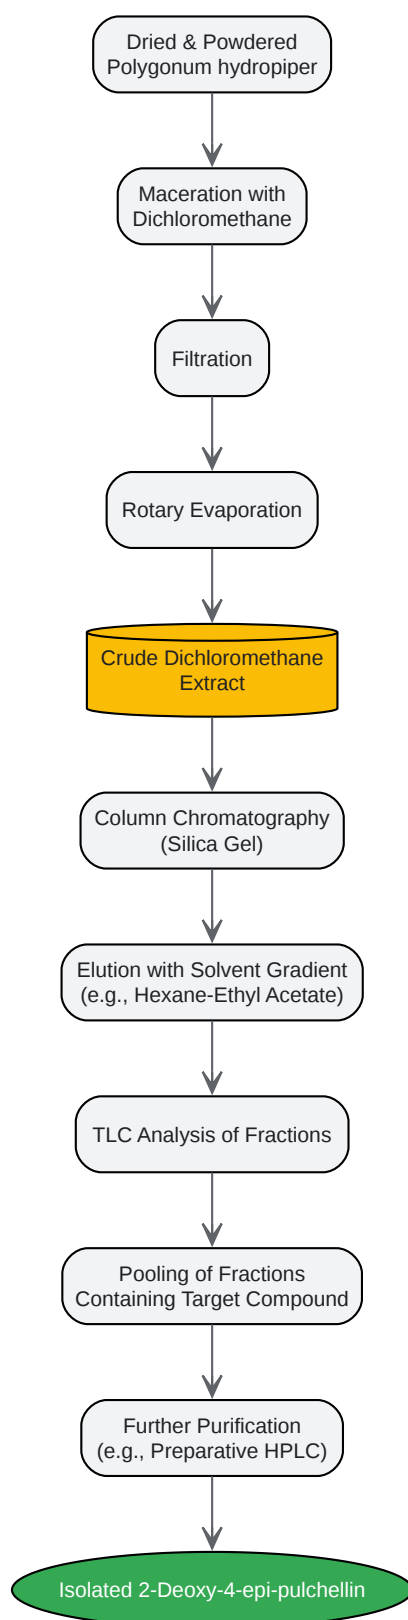 Dried & Powdered
Polygonum hydropiper
Maceration with
Dichloromethane
Filtration
Rotary Evaporation
Crude Dichloromethane
Extract
Column Chromatography
(Silica Gel)
Elution with Solvent Gradient
(e.g., Hexane-Ethyl Acetate)
TLC Analysis of Fractions
Pooling of Fractions
Containing Target Compound
Further Purification
(e.g., Preparative HPLC)
Isolated 2-Deoxy-4-epi-pulchellin